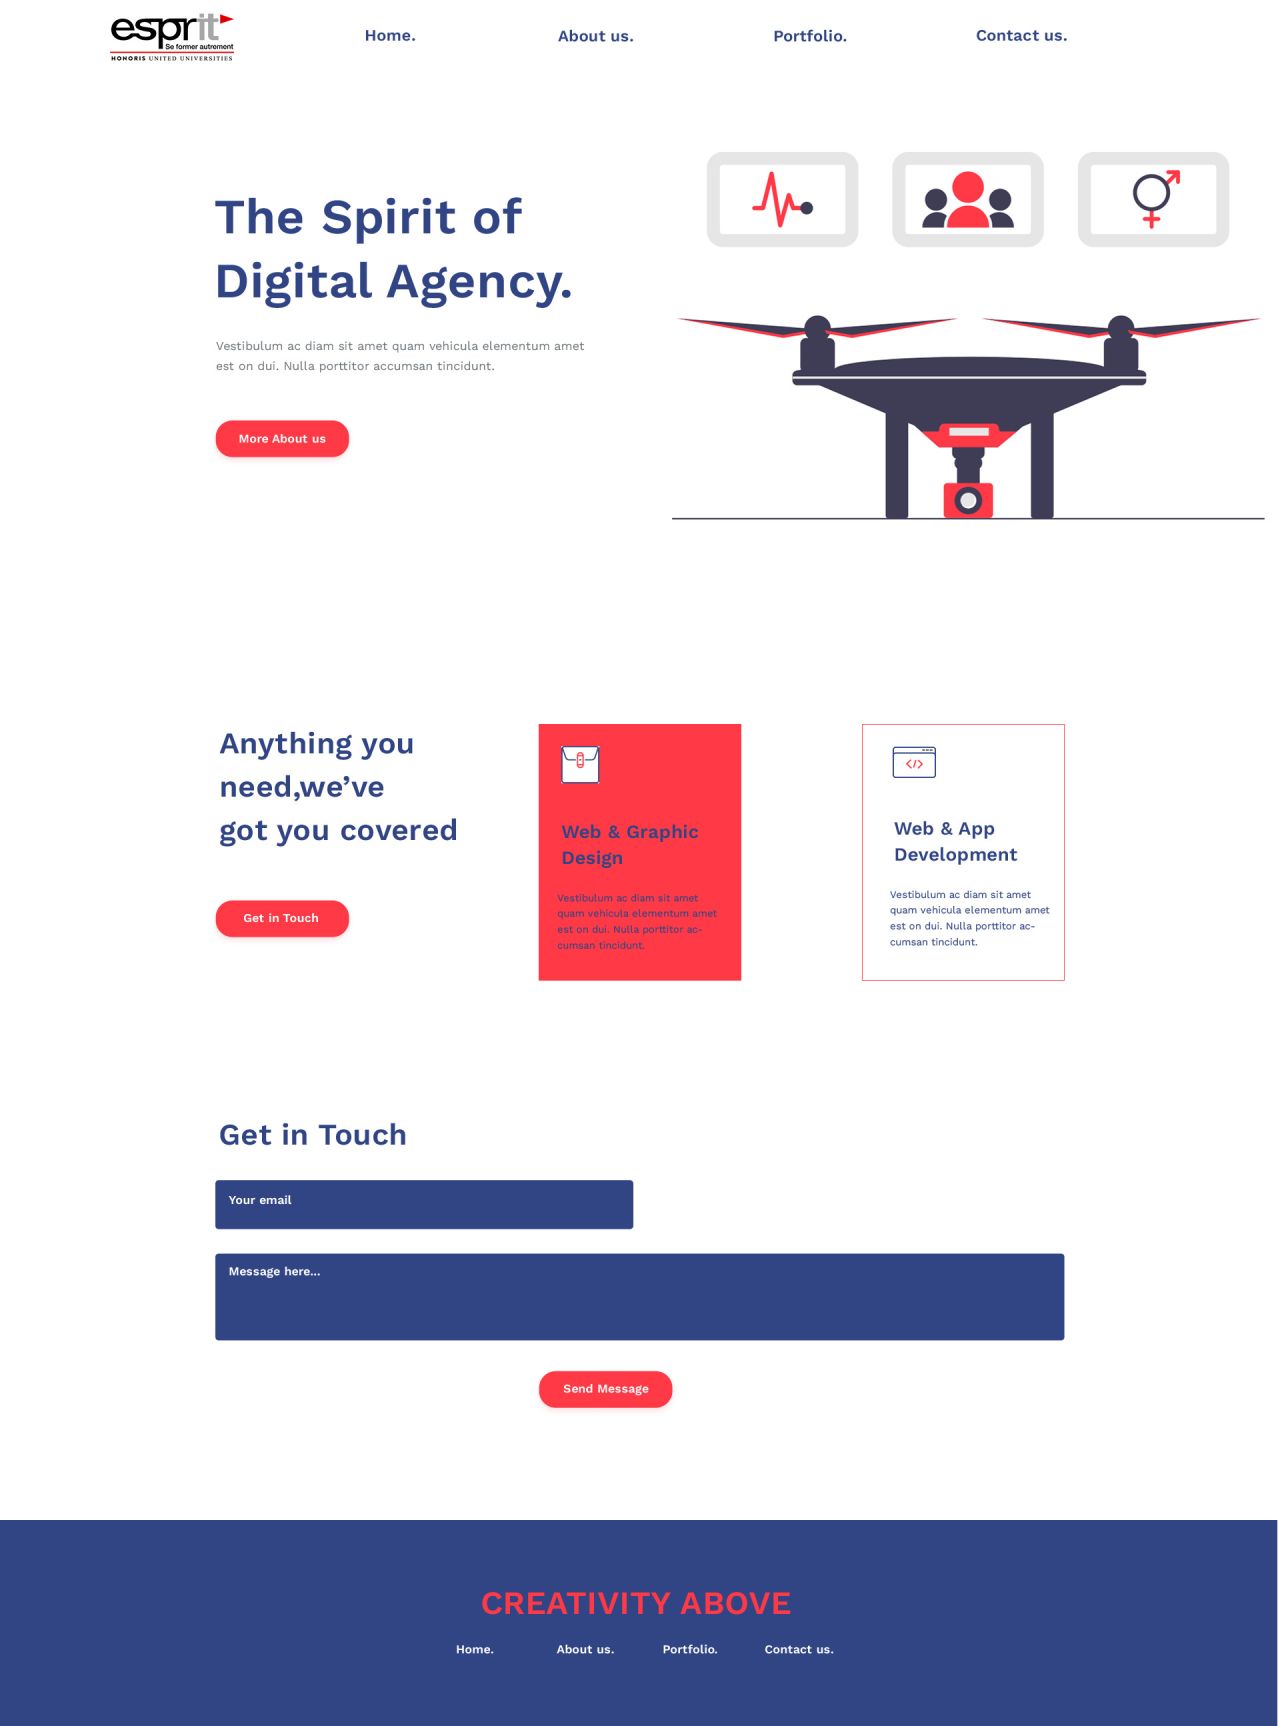 esprit
Se former autrement
HONORIS UNITED UNIVERSITIES
Home.
About us.
Portfolio.
Contact us.
The Spirit of
Digital Agency.
Vestibulum ac diam sit amet quam vehicula elementum amet
est on dui. Nulla porttitor accumsan tincidunt.
More About us
Anything you
need,we’ve
got you covered
Get in Touch
Web & Graphic
Design
Vestibulum ac diam sit amet
quam vehicula elementum amet
est on dui. Nulla porttitor ac-
cumsan tincidunt.
</>
Web & App
Development
Vestibulum ac diam sit amet
quam vehicula elementum amet
est on dui. Nulla porttitor ac-
cumsan tincidunt.
Get in Touch
Your email
Message here...
Send Message
CREATIVITY ABOVE
Home.
About us.
Portfolio.
Contact us.